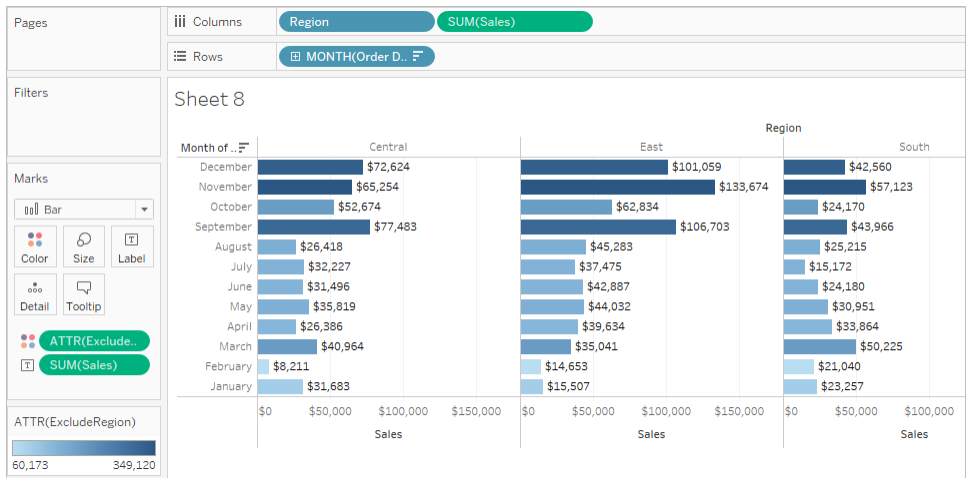 Pages
Columns
Region
SUM(Sales)
Rows
MONTH(Order D..
Filters
Sheet 8
Region
Month of ..
Central
East
South
December $72,624 $101,059 $42,560
November $65,254 $133,674 $57,123
October $52,674 $62,834 $24,170
September $77,483 $106,703 $43,966
August $26,418 $45,283 $25,215
July $32,227 $37,475 $15,172
June $31,496 $42,887 $24,180
May $35,819 $44,032 $30,951
April $26,386 $39,634 $33,864
March $40,964 $35,041 $50,225
February $8,211 $14,653 $21,040
January $31,683 $15,507 $23,257
$0 $50,000 $100,000 $150,000 $0 $50,000 $100,000 $150,000 $0 $50,000 $100,000
Sales Sales Sales
Marks
Bar
Color Size Label
Detail Tooltip
ATTR(Exclude..
SUM(Sales)
ATTR(ExcludeRegion)
60,173 349,120